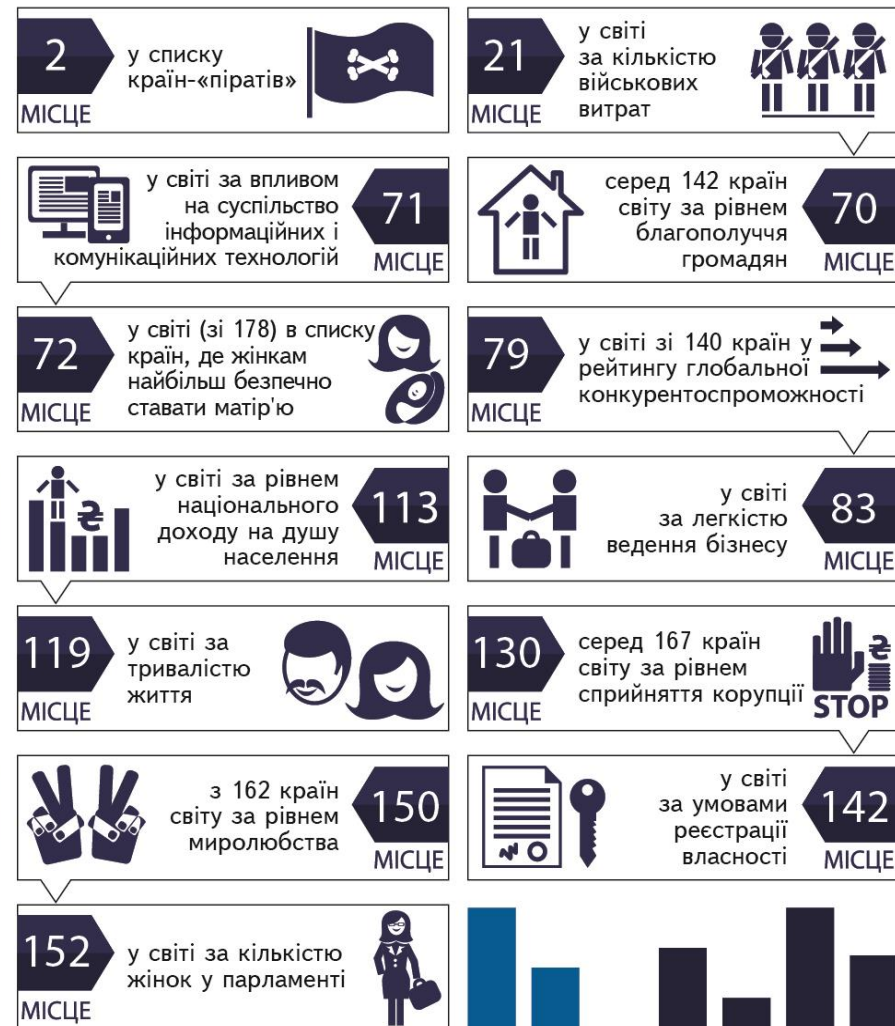 2
МІСЦЕ
у списку
країн-«піратів»
21
МІСЦЕ
у світі
за кількістю
військових
витрат
у світі за впливом
на суспільство
інформаційних і
комунікаційних технологій
71
МІСЦЕ
серед 142 країн
світу за рівнем
благополуччя
громадян
70
МІСЦЕ
72
МІСЦЕ
у світі (зі 178) в списку
країн, де жінкам
найбільш безпечно
ставати матір'ю
79
МІСЦЕ
у світі зі 140 країн у
рейтингу глобальної
конкурентоспроможності
у світі за рівнем
національного
доходу на душу
населення
113
МІСЦЕ
₴
у світі
за легкістю
ведення бізнесу
83
МІСЦЕ
119
МІСЦЕ
у світі за
тривалістю
життя
130
МІСЦЕ
серед 167 країн
світу за рівнем
сприйняття корупції
₴
STOP
з 162 країн
світу за рівнем
миролюбства
150
МІСЦЕ
у світі
за умовами
реєстрації
власності
142
МІСЦЕ
152
МІСЦЕ
у світі за кількістю
жінок у парламенті